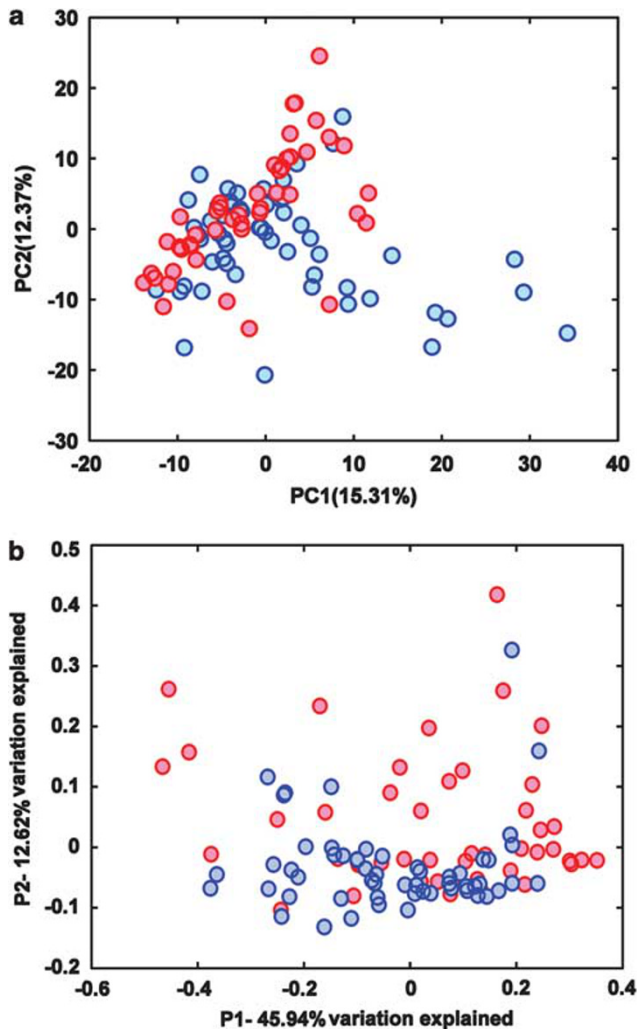 a
30
20
10
0
-10
-20
-30
PC2(12.37%)
-20 -10 0 10 20 30 40
PC1(15.31%)
b
0.5
0.4
0.3
0.2
0.1
0
-0.1
-0.2
P2- 12.62% variation explained
-0.6 -0.4 -0.2 0 0.2 0.4
P1- 45.94% variation explained